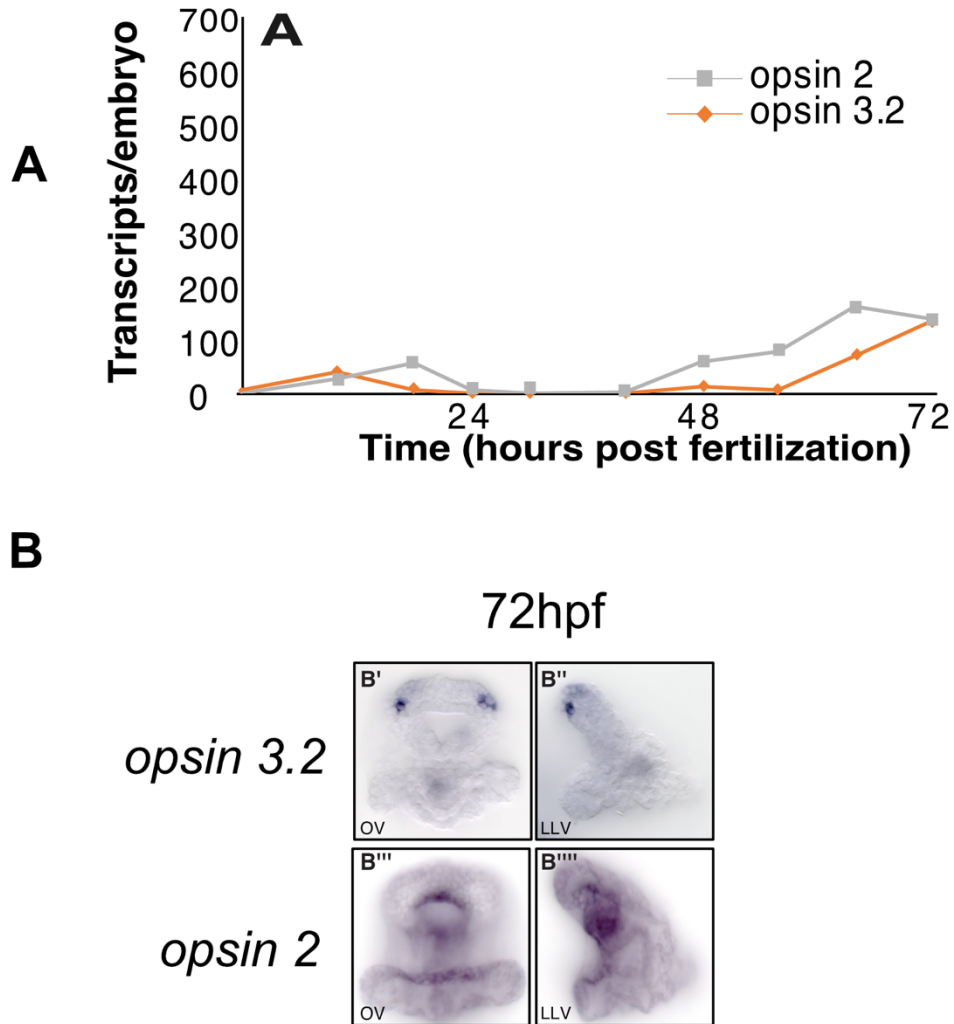 A
A
700
600
500
400
300
200
100
0
Transcripts/embryo
opsin 2
opsin 3.2
24 48 72
Time (hours post fertilization)
B
72hpf
opsin 3.2
B' B''
OV LLV
opsin 2
B''' B''''
OV LLV